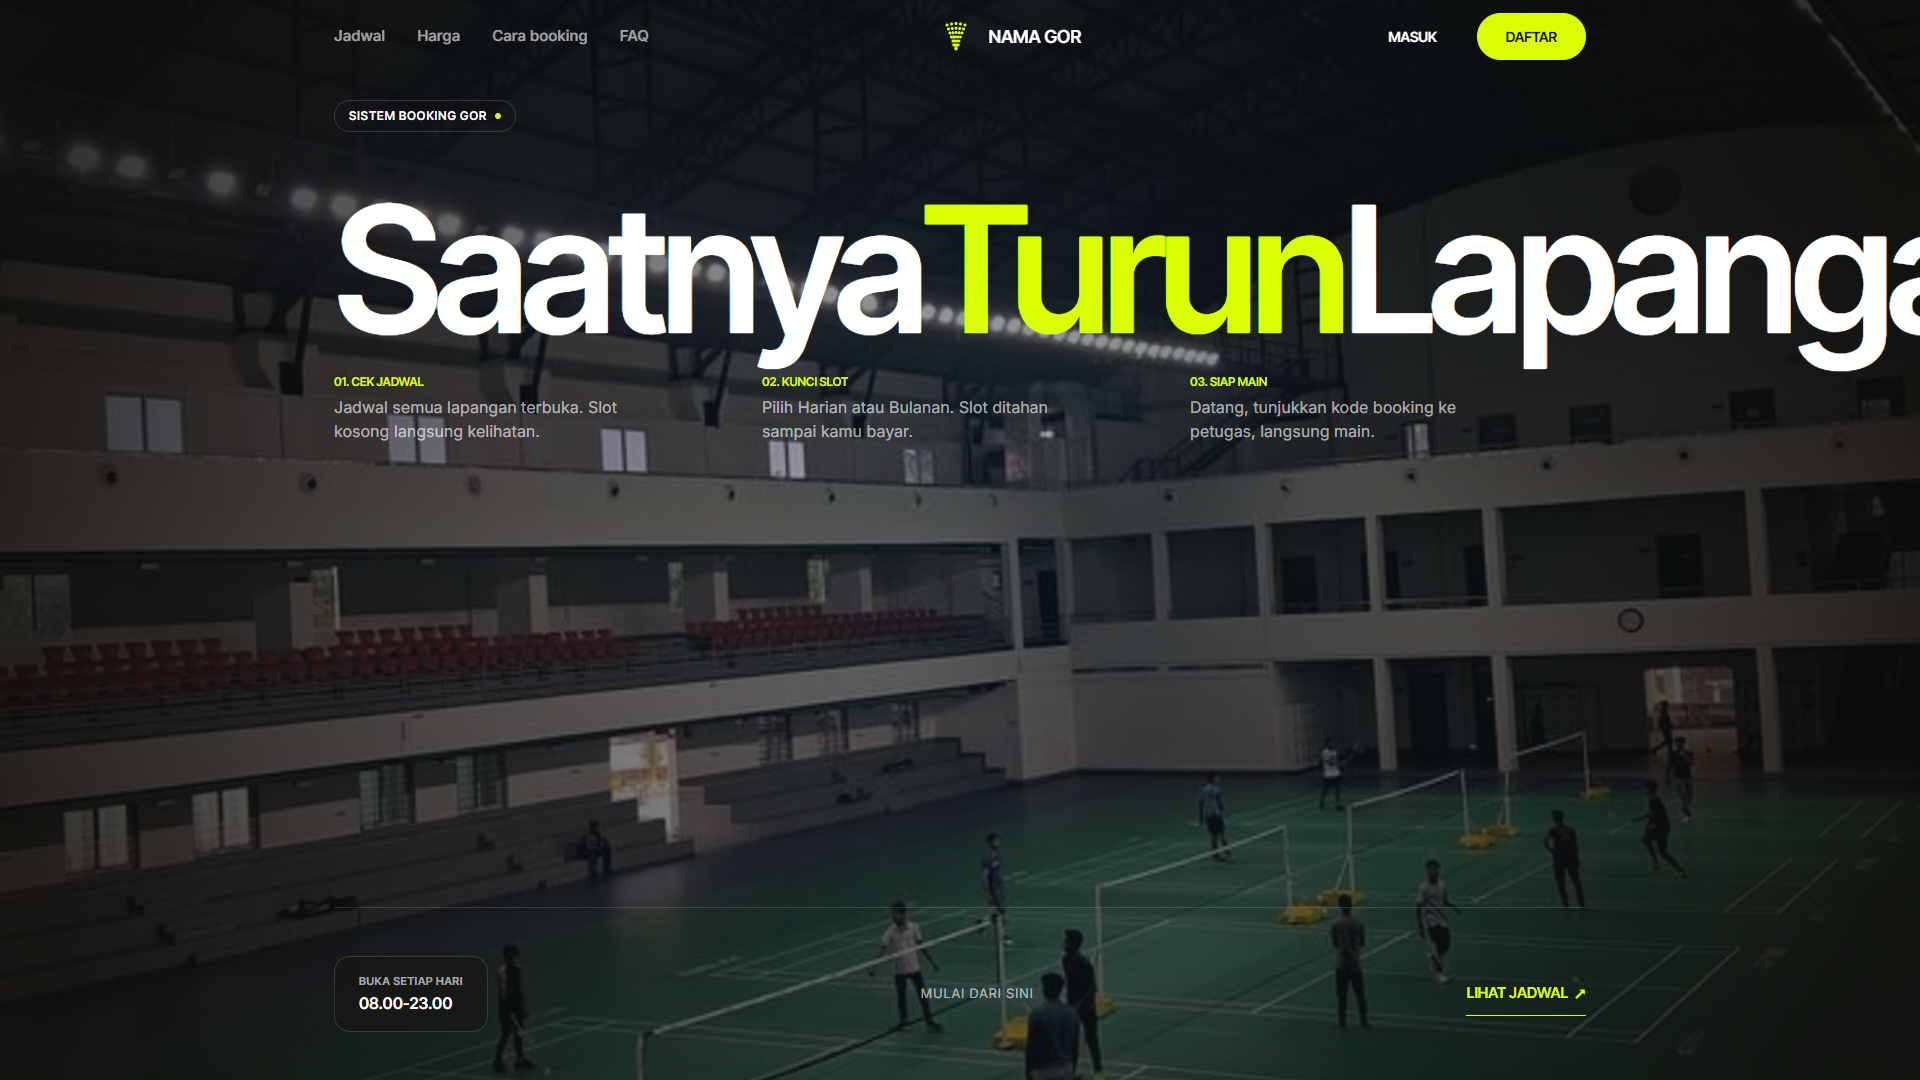 Jadwal Harga Cara booking FAQ
NAMA GOR
MASUK DAFTAR
SISTEM BOOKING GOR
SaatnyaTurunLapanga
01. CEK JADWAL
Jadwal semua lapangan terbuka. Slot
kosong langsung kelihatan.
02. KUNCI SLOT
Pilih Harian atau Bulanan. Slot ditahan
sampai kamu bayar.
03. SIAP MAIN
Datang, tunjukkan kode booking ke
petugas, langsung main.
BUKA SETIAP HARI
08.00-23.00
MULAI DARI SINI
LIHAT JADWAL ↗